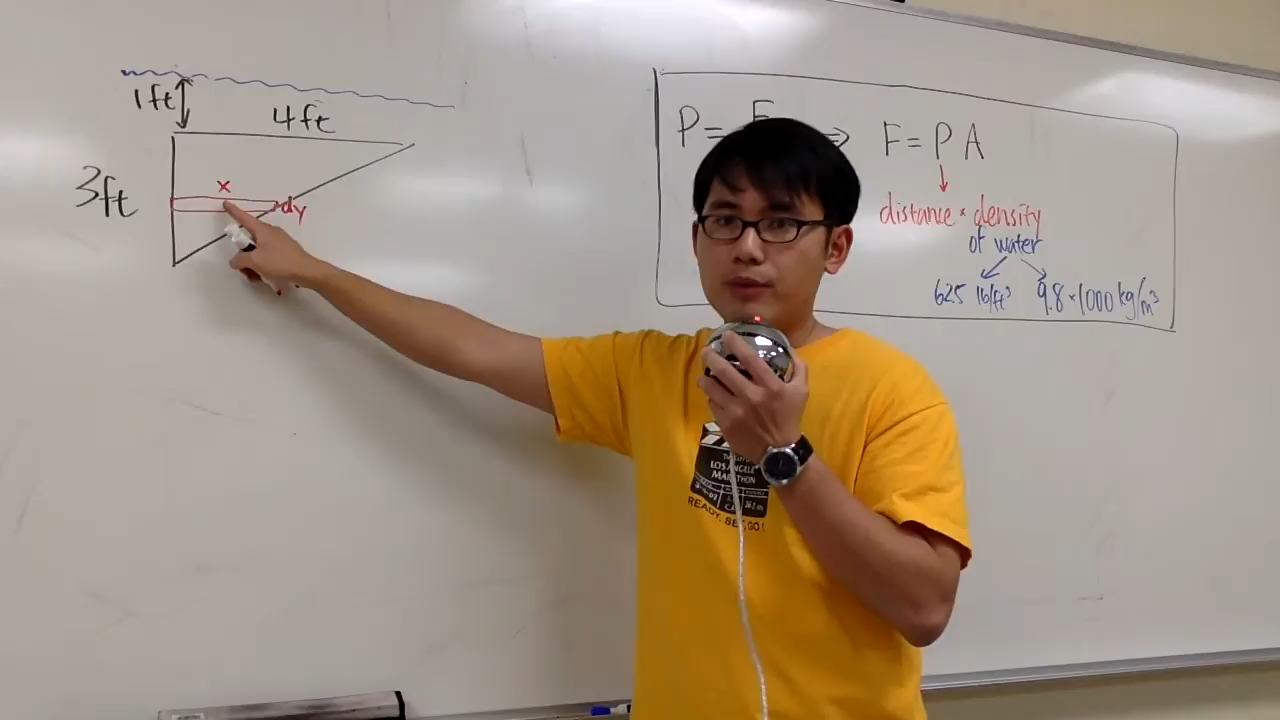 1ft
4ft
3ft
x
dy
P = F ⇒ F = P A
distance × density
of water
62.5 lb/ft³ 9.8 × 1000 kg/m³
LOS ANGELES
MARATHON
READY, SET, GO!